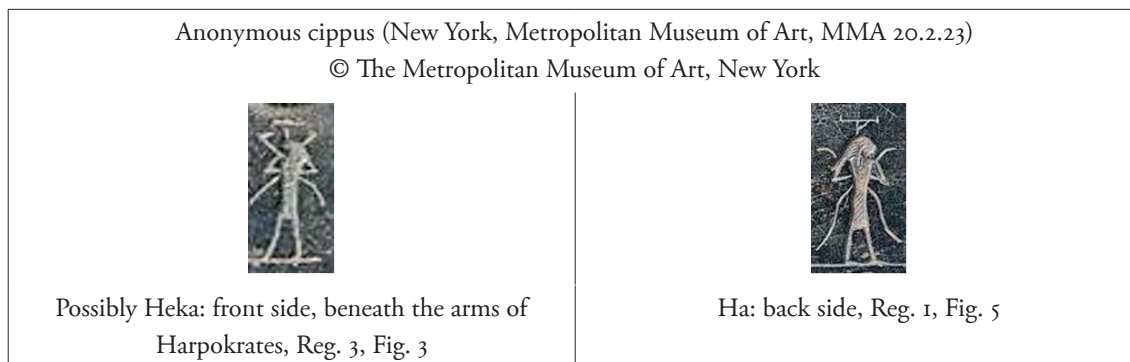 Anonymous cippus (New York, Metropolitan Museum of Art, MMA 20.2.23)
© The Metropolitan Museum of Art, New York
Possibly Heka: front side, beneath the arms of
Harpokrates, Reg. 3, Fig. 3
Ha: back side, Reg. 1, Fig. 5